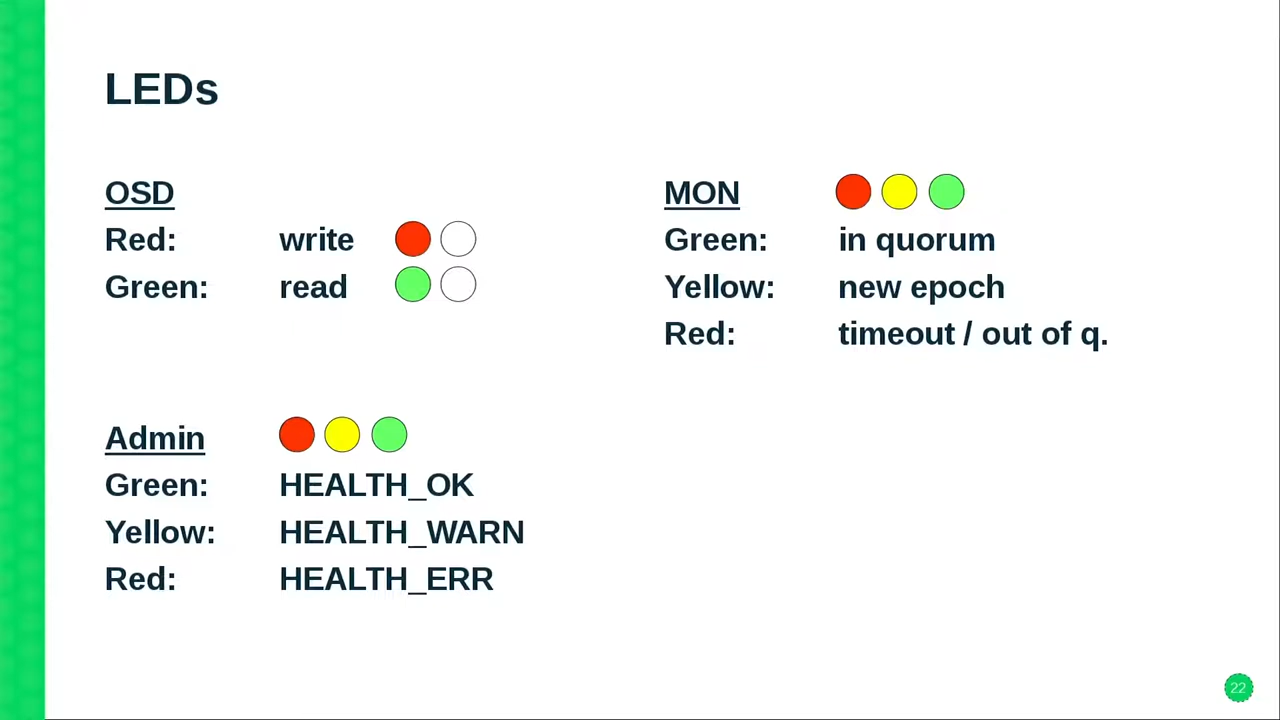 LEDs
OSD
Red: write
Green: read
MON
Green: in quorum
Yellow: new epoch
Red: timeout / out of q.
Admin
Green: HEALTH_OK
Yellow: HEALTH_WARN
Red: HEALTH_ERR
22